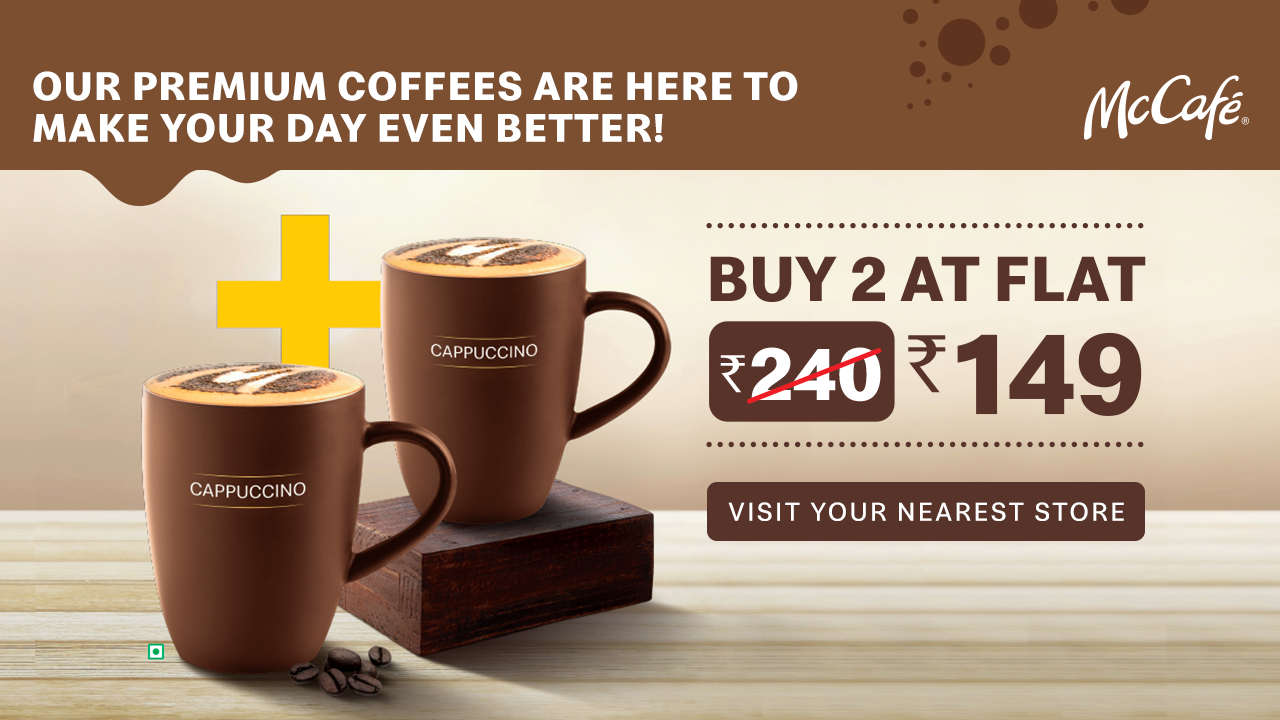 OUR PREMIUM COFFEES ARE HERE TO
MAKE YOUR DAY EVEN BETTER!
McCafé®
CAPPUCCINO
CAPPUCCINO
BUY 2 AT FLAT
₹240 ₹149
VISIT YOUR NEAREST STORE